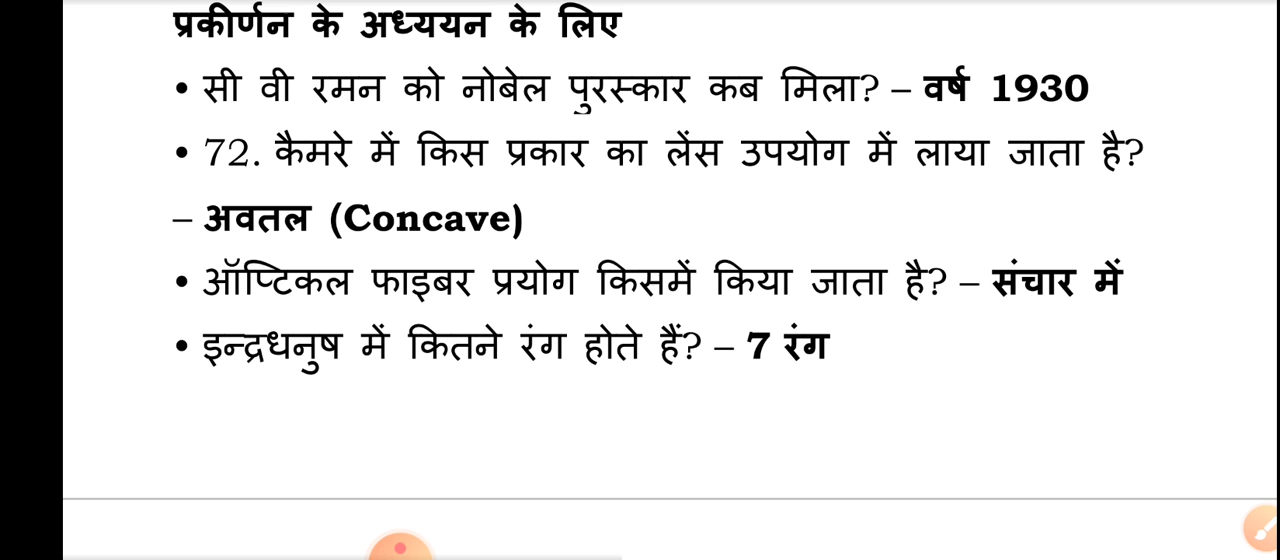 प्रकीर्णन के अध्ययन के लिए
• सी वी रमन को नोबेल पुरस्कार कब मिला? – वर्ष 1930
• 72. कैमरे में किस प्रकार का लेंस उपयोग में लाया जाता है?
– अवतल (Concave)
• ऑप्टिकल फाइबर प्रयोग किसमें किया जाता है? – संचार में
• इन्द्रधनुष में कितने रंग होते हैं? – 7 रंग